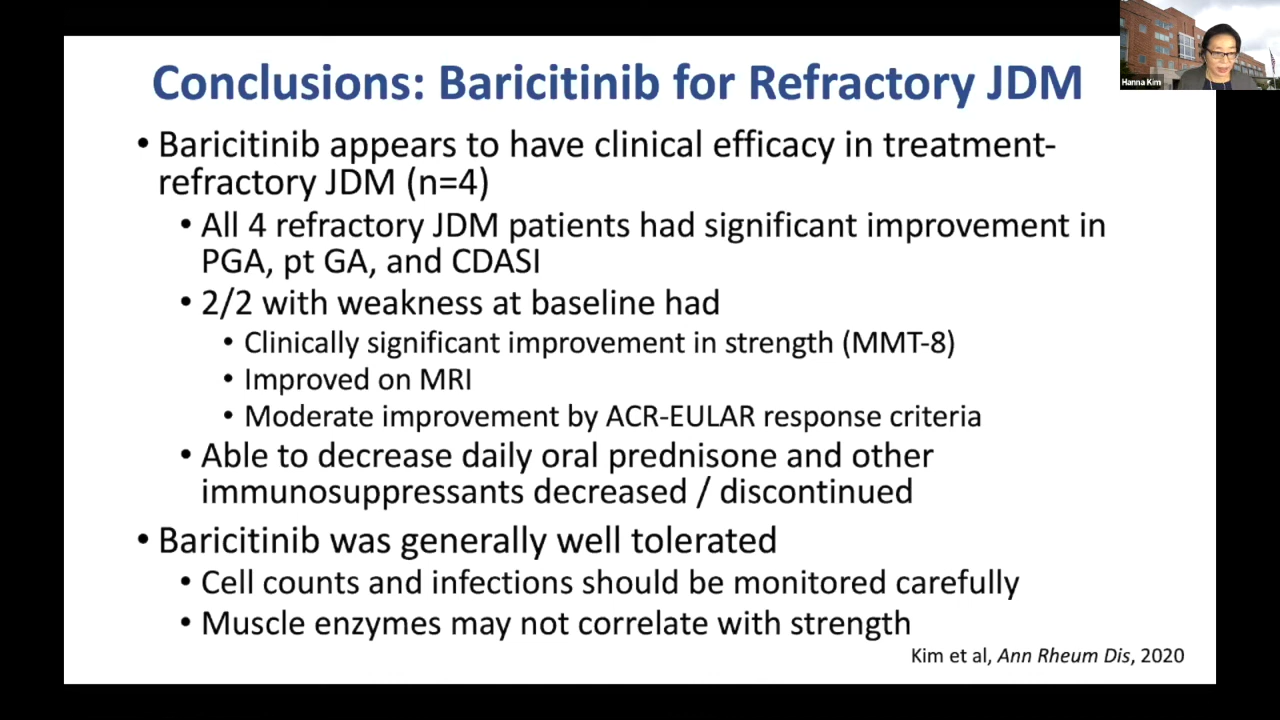 Conclusions: Baricitinib for Refractory JDM
• Baricitinib appears to have clinical efficacy in treatment-
refractory JDM (n=4)
• All 4 refractory JDM patients had significant improvement in
PGA, pt GA, and CDASI
• 2/2 with weakness at baseline had
• Clinically significant improvement in strength (MMT-8)
• Improved on MRI
• Moderate improvement by ACR-EULAR response criteria
• Able to decrease daily oral prednisone and other
immunosuppressants decreased / discontinued
• Baricitinib was generally well tolerated
• Cell counts and infections should be monitored carefully
• Muscle enzymes may not correlate with strength
Kim et al, Ann Rheum Dis, 2020
Hanna Kim